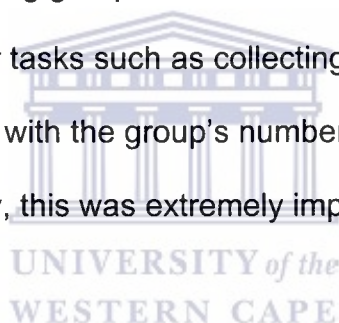 tasks such as collecting
with the group's number
, this was extremely imp
UNIVERSITY of the
WESTERN CAPE